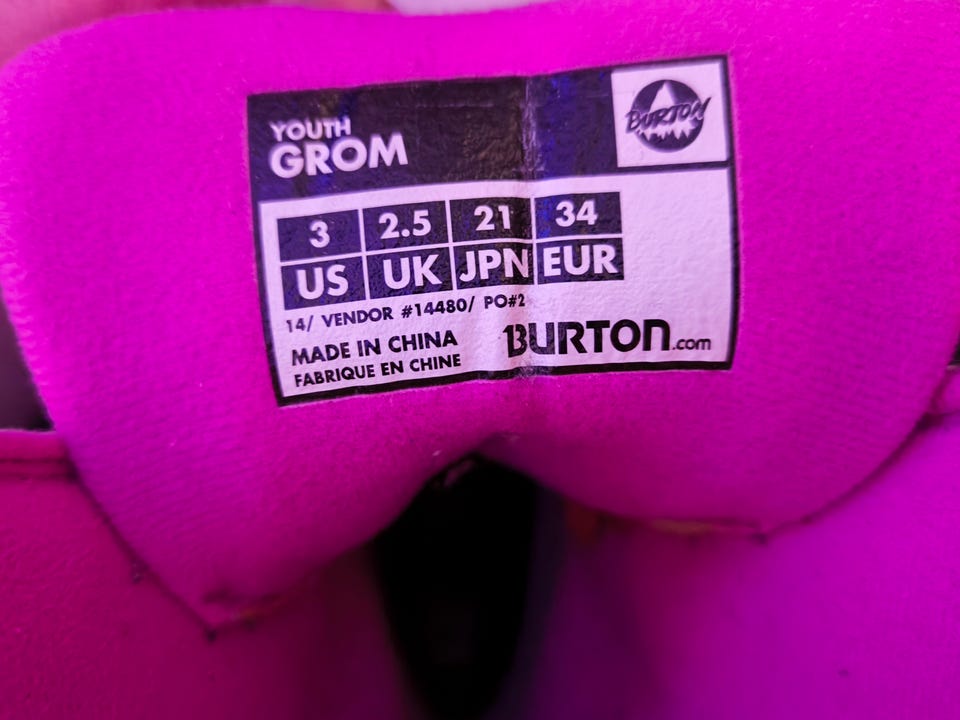 YOUTH
GROM
BURTON
3 2.5 21 34
US UK JPN EUR
14/ VENDOR #14480/ PO#2
MADE IN CHINA
FABRIQUE EN CHINE
BURTON.com